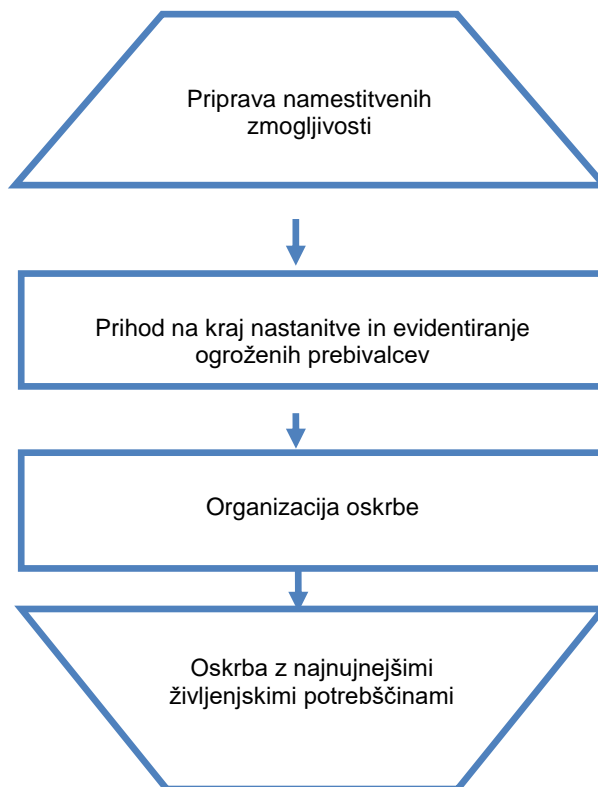 Priprava namestitvenih
zmogljivosti
Prihod na kraj nastanitve in evidentiranje
ogroženih prebivalcev
Organizacija oskrbe
Oskrba z najnujnejšimi
življenjskimi potrebščinami